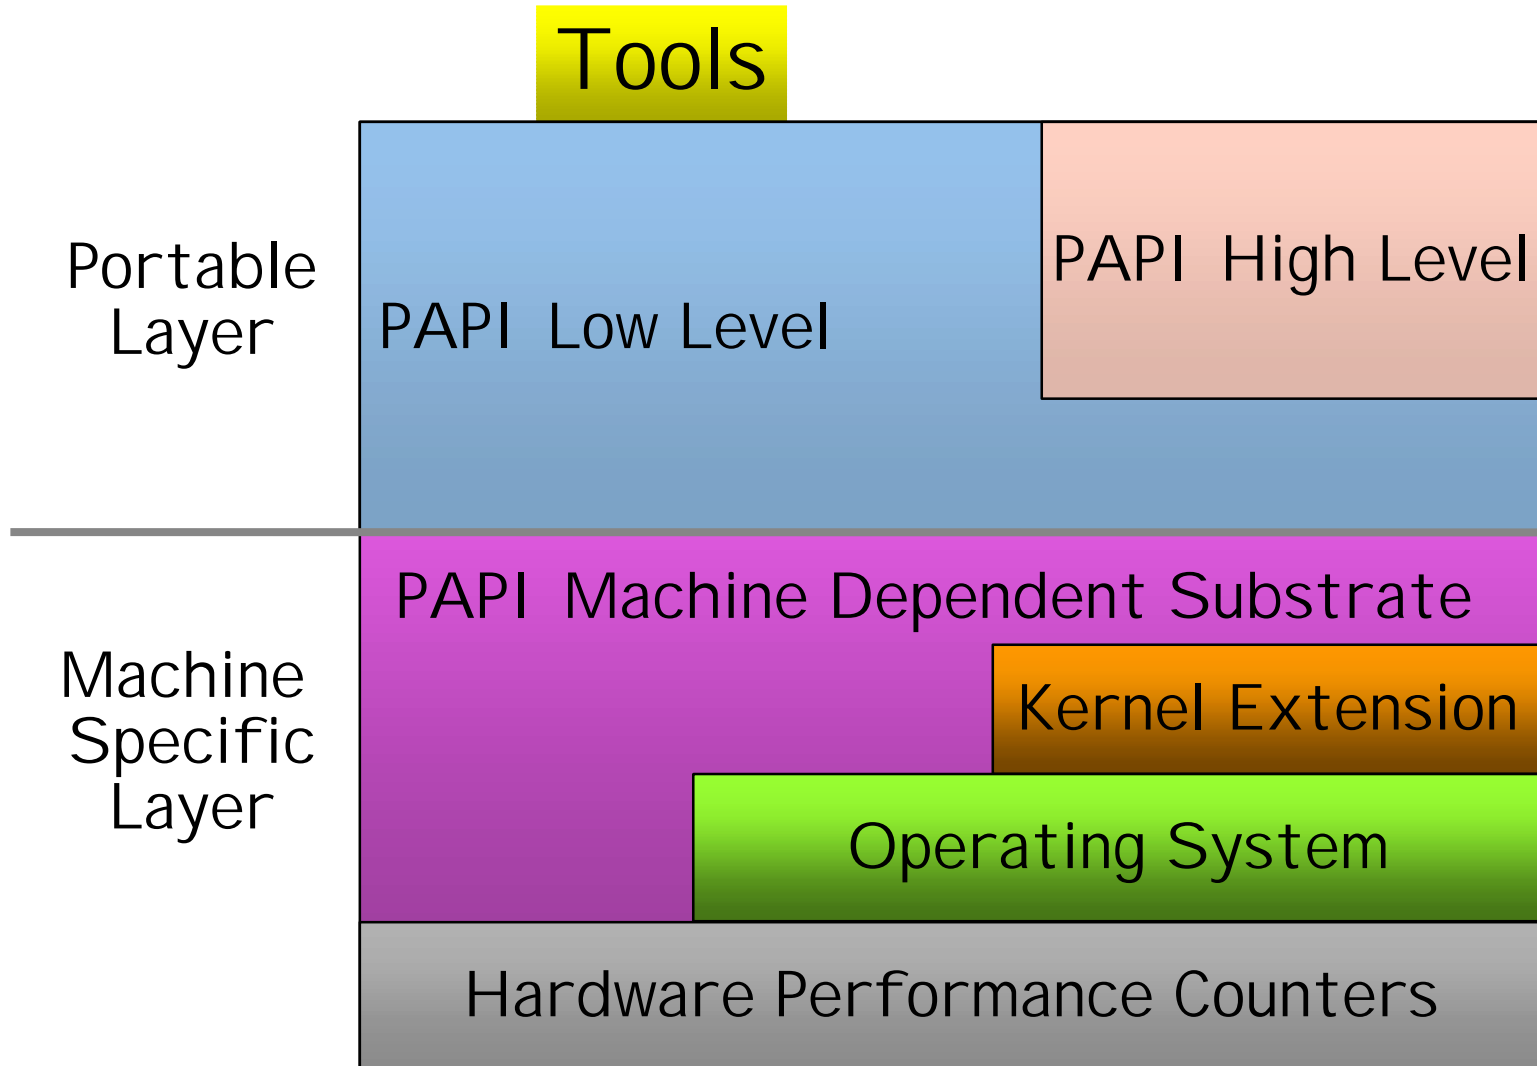 Tools
Portable
Layer
PAPI Low Level
PAPI High Level
Machine
Specific
Layer
PAPI Machine Dependent Substrate
Kernel Extension
Operating System
Hardware Performance Counters